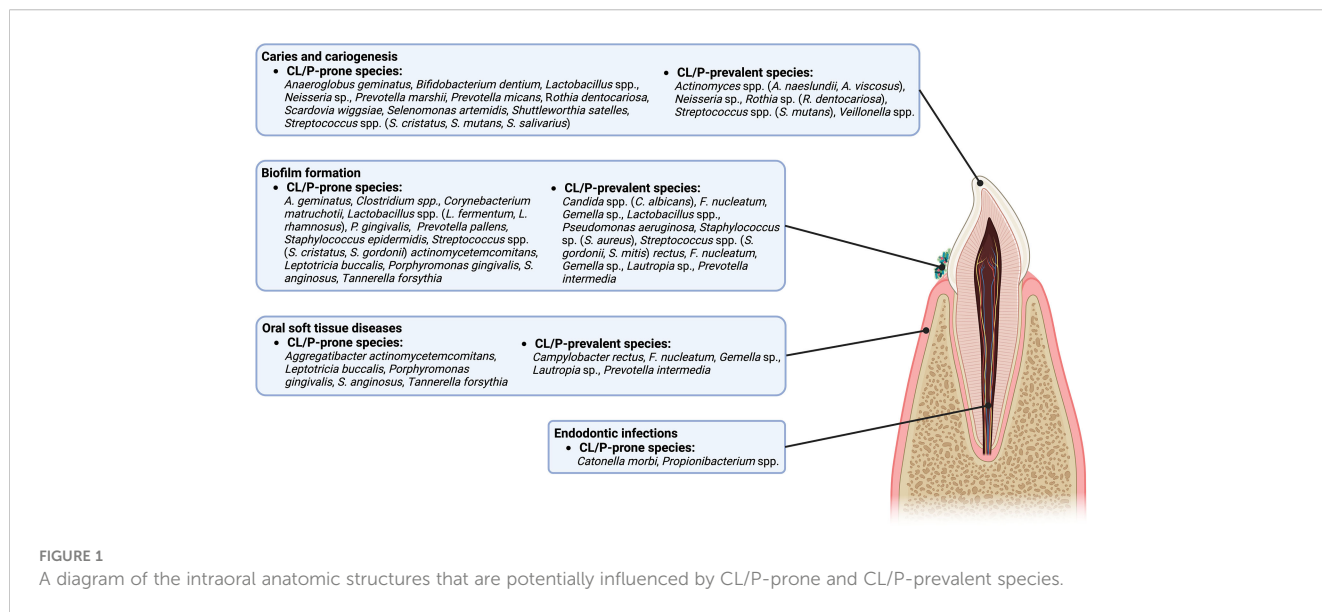 Caries and cariogenesis
• CL/P-prone species:
Anaeroglobus geminatus, Bifidobacterium dentium, Lactobacillus spp.,
Neisseria sp., Prevotella marshii, Prevotella micans, Rothia dentocariosa,
Scardovia wiggsiae, Selenomonas artemidis, Shuttleworthia satelles,
Streptococcus spp. (S. cristatus, S. mutans, S. salivarius)
• CL/P-prevalent species:
Actinomyces spp. (A. naeslundii, A. viscosus),
Neisseria sp., Rothia sp. (R. dentocariosa),
Streptococcus spp. (S. mutans), Veillonella spp.
Biofilm formation
• CL/P-prone species:
A. geminatus, Clostridium spp., Corynebacterium
matruchotii, Lactobacillus spp. (L. fermentum, L.
rhamnosus), P. gingivalis, Prevotella pallens,
Staphylococcus epidermidis, Streptococcus spp.
(S. cristatus, S. gordonii) actinomycetemcomitans,
Leptotricia buccalis, Porphyromonas gingivalis, S.
anginosus, Tannerella forsythia
• CL/P-prevalent species:
Candida spp. (C. albicans), F. nucleatum,
Gemella sp., Lactobacillus spp.,
Pseudomonas aeruginosa, Staphylococcus
sp. (S. aureus), Streptococcus spp. (S.
gordonii, S. mitis) rectus, F. nucleatum,
Gemella sp., Lautropia sp., Prevotella
intermedia
Oral soft tissue diseases
• CL/P-prone species:
Aggregatibacter actinomycetemcomitans,
Leptotricia buccalis, Porphyromonas
gingivalis, S. anginosus, Tannerella forsythia
• CL/P-prevalent species:
Campylobacter rectus, F. nucleatum, Gemella sp.,
Lautropia sp., Prevotella intermedia
Endodontic infections
• CL/P-prone species:
Catonella morbi, Propionibacterium spp.
FIGURE 1
A diagram of the intraoral anatomic structures that are potentially influenced by CL/P-prone and CL/P-prevalent species.